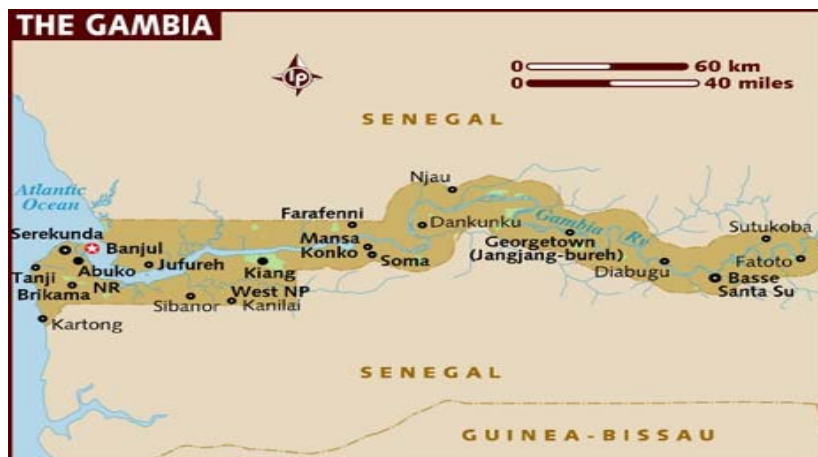 THE GAMBIA
0 60 km
0 40 miles
LP
SENEGAL
Atlantic
Ocean
Njau
Farafenni
Dankunku
Gambia Rv
Sutukoba
Serekunda
Banjul
Mansa
Konko
Georgetown
(Jangjang-bureh)
Fatoto
Abuko
NR
Jufureh
Kiang
West NP
Soma
Diabugu
Basse
Santa Su
Tanji
Brikama
Sibanor
Kanilai
Kartong
SENEGAL
GUINEA-BISSAU